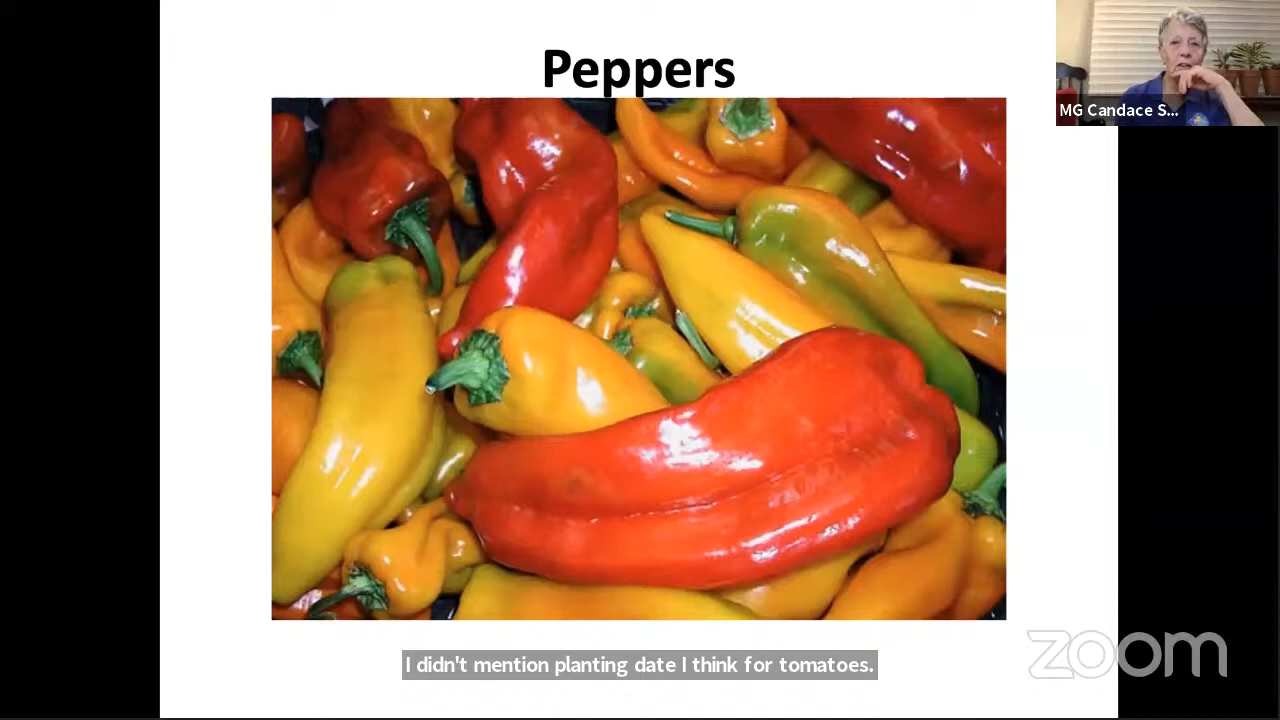 Peppers
MG Candace S...
I didn't mention planting date I think for tomatoes.
zoom